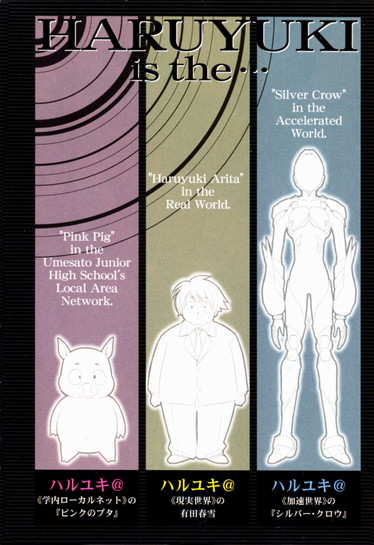 HARUYUKI
is the…
"Pink Pig"
in the
Umesato Junior
High School's
Local Area
Network.
"Haruyuki Arita"
in the
Real World.
"Silver Crow"
in the
Accelerated
World.
ハルユキ@
《学内ローカルネット》の
『ピンクのブタ』
ハルユキ@
《現実世界》の
有田春雪
ハルユキ@
《加速世界》の
『シルバー・クロウ』